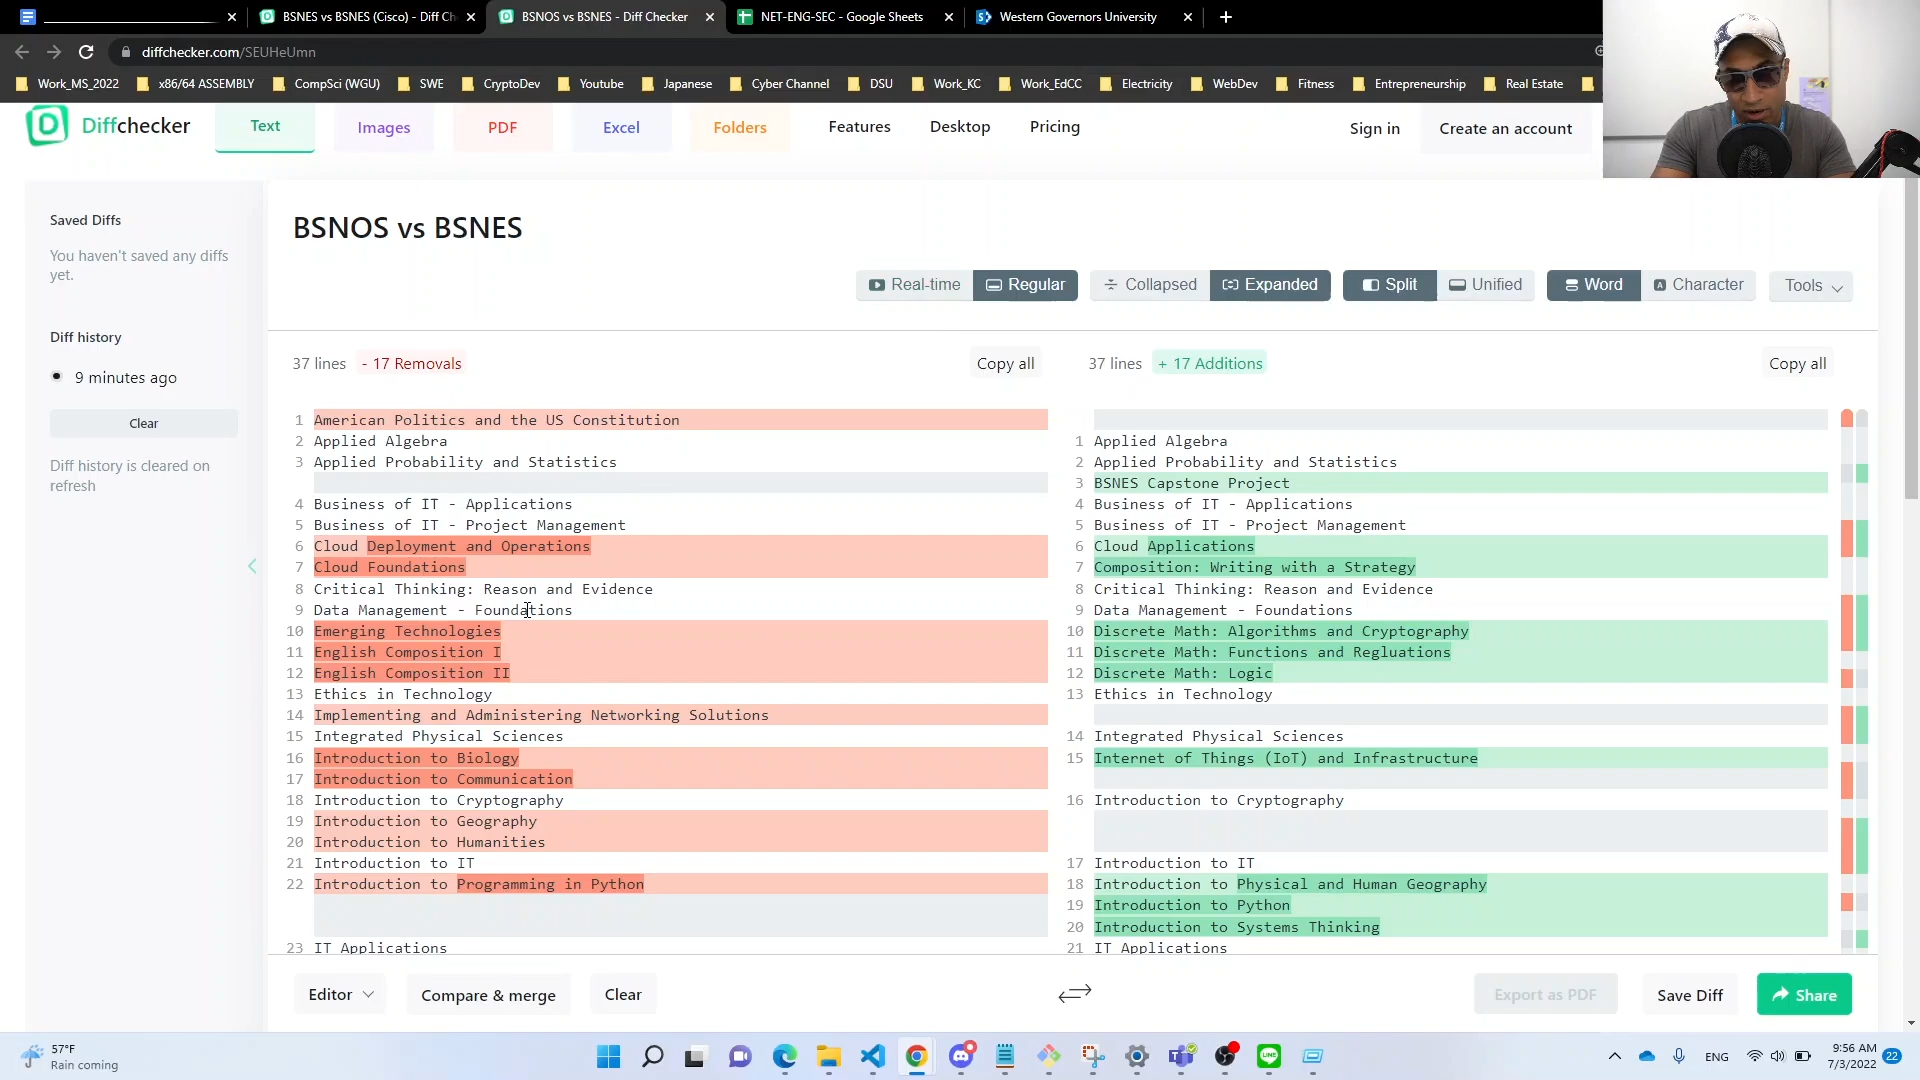 BSNES vs BSNES (Cisco) - Diff Ch
BSNOS vs BSNES - Diff Checker
NET-ENG-SEC - Google Sheets
Western Governors University
diffchecker.com/SEUHeUmn
Work_MS_2022
x86/64 ASSEMBLY
CompSci (WGU)
SWE
CryptoDev
Youtube
Japanese
Cyber Channel
DSU
Work_KC
Work_EdCC
Electricity
WebDev
Fitness
Entrepreneurship
Real Estate
Diffchecker
Text
Images
PDF
Excel
Folders
Features
Desktop
Pricing
Sign in
Create an account
Saved Diffs
You haven't saved any diffs
yet.
Diff history
9 minutes ago
Clear
Diff history is cleared on
refresh
BSNOS vs BSNES
Real-time
Regular
Collapsed
Expanded
Split
Unified
Word
Character
Tools
37 lines - 17 Removals
Copy all
1 American Politics and the US Constitution
2 Applied Algebra
3 Applied Probability and Statistics
4 Business of IT - Applications
5 Business of IT - Project Management
6 Cloud Deployment and Operations
7 Cloud Foundations
8 Critical Thinking: Reason and Evidence
9 Data Management - Foundations
10 Emerging Technologies
11 English Composition I
12 English Composition II
13 Ethics in Technology
14 Implementing and Administering Networking Solutions
15 Integrated Physical Sciences
16 Introduction to Biology
17 Introduction to Communication
18 Introduction to Cryptography
19 Introduction to Geography
20 Introduction to Humanities
21 Introduction to IT
22 Introduction to Programming in Python
23 IT Applications
37 lines + 17 Additions
Copy all
1 Applied Algebra
2 Applied Probability and Statistics
3 BSNES Capstone Project
4 Business of IT - Applications
5 Business of IT - Project Management
6 Cloud Applications
7 Composition: Writing with a Strategy
8 Critical Thinking: Reason and Evidence
9 Data Management - Foundations
10 Discrete Math: Algorithms and Cryptography
11 Discrete Math: Functions and Regluations
12 Discrete Math: Logic
13 Ethics in Technology
14 Integrated Physical Sciences
15 Internet of Things (IoT) and Infrastructure
16 Introduction to Cryptography
17 Introduction to IT
18 Introduction to Physical and Human Geography
19 Introduction to Python
20 Introduction to Systems Thinking
21 IT Applications
Editor
Compare & merge
Clear
Export as PDF
Save Diff
Share
57°F
Rain coming
LINE
ENG
9:56 AM
7/3/2022
22